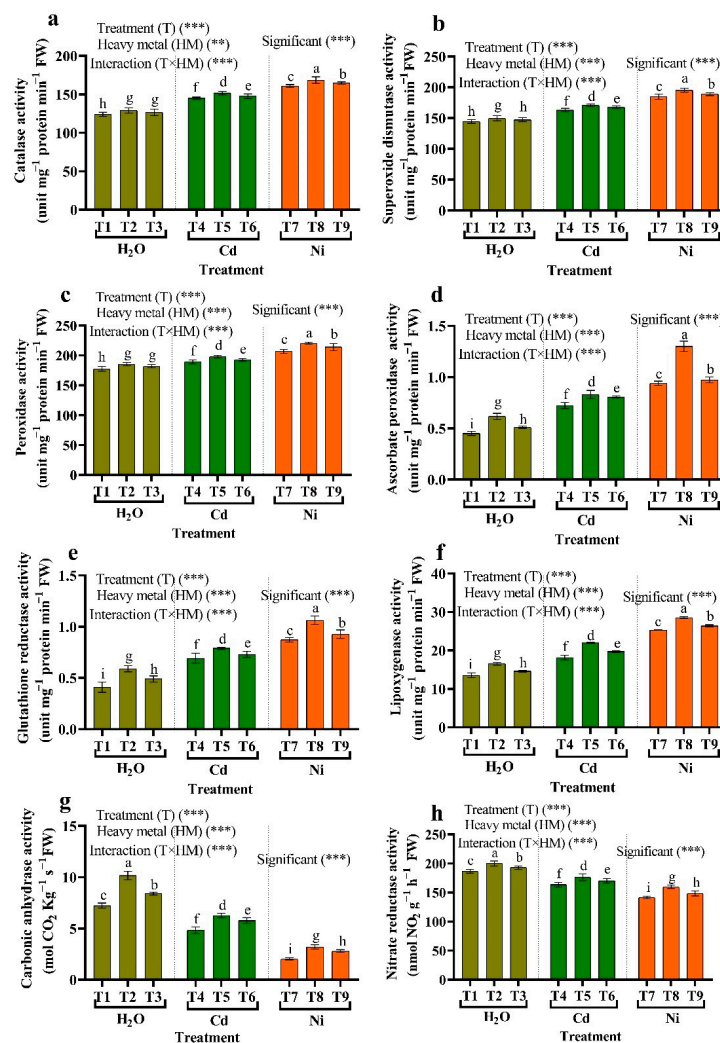 a
Treatment (T) (***)
Heavy metal (HM) (**)
Interaction (T×HM) (***)
Significant (***)
Catalase activity
(unit mg⁻¹ protein min⁻¹ FW)
200
150
100
50
0
h g g f d e c a b
T1 T2 T3 T4 T5 T6 T7 T8 T9
H₂O Cd Ni
Treatment
b
Treatment (T) (***)
Heavy metal (HM) (***)
Interaction (T×HM) (***)
Significant (***)
Superoxide dismutase activity
(unit mg⁻¹ protein min⁻¹ FW)
250
200
150
100
50
0
h g h f d e c a b
T1 T2 T3 T4 T5 T6 T7 T8 T9
H₂O Cd Ni
Treatment
c
Treatment (T) (***)
Heavy metal (HM) (***)
Interaction (T×HM) (***)
Significant (***)
Peroxidase activity
(unit mg⁻¹ protein min⁻¹ FW)
250
200
150
100
50
0
h g g f d e c a b
T1 T2 T3 T4 T5 T6 T7 T8 T9
H₂O Cd Ni
Treatment
d
Treatment (T) (***)
Heavy metal (HM) (***)
Interaction (T×HM) (***)
Significant (***)
Ascorbate peroxidase activity
(unit mg⁻¹ protein min⁻¹ FW)
1.5
1.0
0.5
0.0
i g h f d e c a b
T1 T2 T3 T4 T5 T6 T7 T8 T9
H₂O Cd Ni
Treatment
e
Treatment (T) (***)
Heavy metal (HM) (***)
Interaction (T×HM) (***)
Significant (***)
Glutathione reductase activity
(unit mg⁻¹ protein min⁻¹ FW)
1.5
1.0
0.5
0.0
i g h f d e c a b
T1 T2 T3 T4 T5 T6 T7 T8 T9
H₂O Cd Ni
Treatment
f
Treatment (T) (***)
Heavy metal (HM) (***)
Interaction (T×HM) (***)
Significant (***)
Lipoxygenase activity
(unit mg⁻¹ protein min⁻¹ FW)
40
30
20
10
0
i g h f d e c a b
T1 T2 T3 T4 T5 T6 T7 T8 T9
H₂O Cd Ni
Treatment
g
Treatment (T) (***)
Heavy metal (HM) (***)
Interaction (T×HM) (***)
Significant (***)
Carbonic anhydrase activity
(mol CO₂ Kg⁻¹ s⁻¹FW)
15
10
5
0
c a b f d e i g h
T1 T2 T3 T4 T5 T6 T7 T8 T9
H₂O Cd Ni
Treatment
h
Treatment (T) (***)
Heavy metal (HM) (***)
Interaction (T×HM) (***)
Significant (***)
Nitrate reductase activity
(nmol NO₂ g⁻¹ h⁻¹ FW)
250
200
150
100
50
0
c a b f d e i g h
T1 T2 T3 T4 T5 T6 T7 T8 T9
H₂O Cd Ni
Treatment